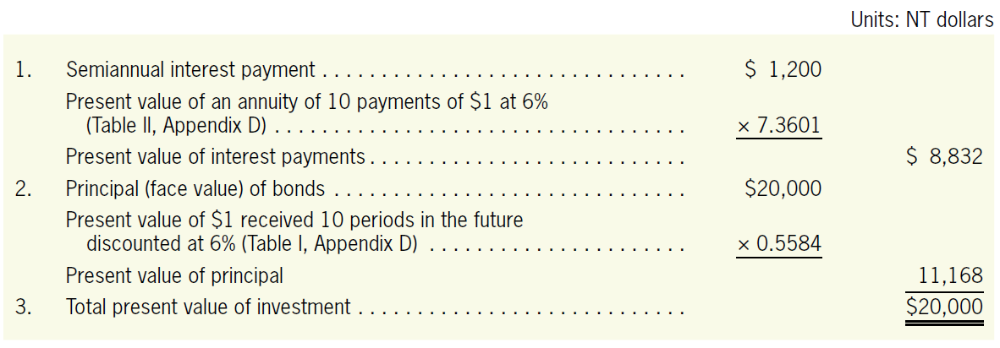 Units: NT dollars
1. Semiannual interest payment . . . . . . . . . . . . . . . . . . . . . . . . . . . . . . . $ 1,200
Present value of an annuity of 10 payments of $1 at 6%
(Table II, Appendix D) . . . . . . . . . . . . . . . . . . . . . . . . . . . . . . . . . . . × 7.3601
Present value of interest payments . . . . . . . . . . . . . . . . . . . . . . . . . . . $ 8,832
2. Principal (face value) of bonds . . . . . . . . . . . . . . . . . . . . . . . . . . . . . . $20,000
Present value of $1 received 10 periods in the future
discounted at 6% (Table I, Appendix D) . . . . . . . . . . . . . . . . . . . . . . × 0.5584
Present value of principal 11,168
3. Total present value of investment . . . . . . . . . . . . . . . . . . . . . . . . . . . . $20,000